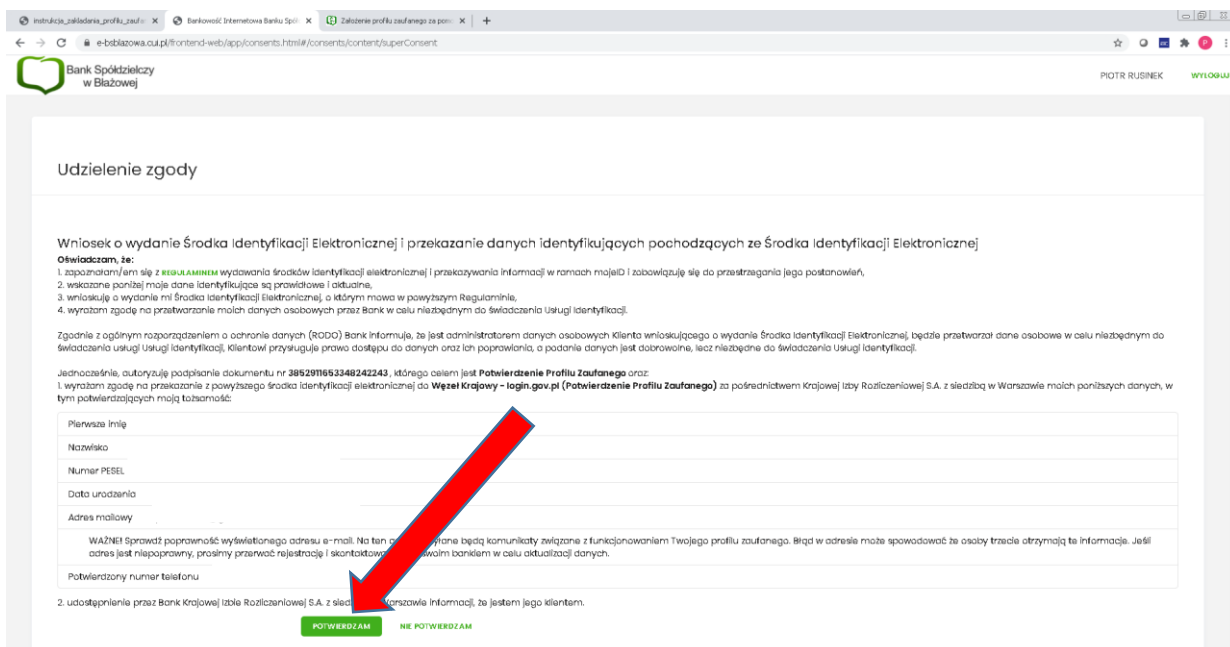 instrukcja_zakladania_profilu_zaufa
Bankowość Internetowa Banku Spół
Założenie profilu zaufanego za pom
e-bsblazowa.cui.pl/frontend-web/app/consents.html#/consents/content/superConsent
Bank Spółdzielczy
w Błażowej
PIOTR RUSINEK
WYLOGUJ
Udzielenie zgody
Wniosek o wydanie Środka Identyfikacji Elektronicznej i przekazanie danych identyfikujących pochodzących ze Środka Identyfikacji Elektronicznej
Oświadczam, że:
1. zapoznałam/em się z REGULAMINEM wydawania środków identyfikacji elektronicznej i przekazywania informacji w ramach mojeID i zobowiązuję się do przestrzegania jego postanowień,
2. wskazane poniżej moje dane identyfikujące są prawidłowe i aktualne,
3. wnioskuję o wydanie mi Środka Identyfikacji Elektronicznej, o którym mowa w powyższym Regulaminie,
4. wyrażam zgodę na przetwarzanie moich danych osobowych przez Bank w celu niezbędnym do świadczenia Usługi Identyfikacji.
Zgodnie z ogólnym rozporządzeniem o ochronie danych (RODO) Bank informuje, że jest administratorem danych osobowych Klienta wnioskującego o wydanie Środka Identyfikacji Elektronicznej, będzie przetwarzał dane osobowe w celu niezbędnym do
świadczenia usługi Usługi Identyfikacji, Klientowi przysługuje prawo dostępu do danych oraz ich poprawiania, a podanie danych jest dobrowolne, lecz niezbędne do świadczenia Usługi Identyfikacji.
Jednocześnie, autoryzuję podpisanie dokumentu nr 3852911653348242243 , którego celem jest Potwierdzenie Profilu Zaufanego oraz:
1. wyrażam zgodę na przekazanie z powyższego środka identyfikacji elektronicznej do Węzeł Krajowy - login.gov.pl (Potwierdzenie Profilu Zaufanego) za pośrednictwem Krajowej Izby Rozliczeniowej S.A. z siedzibą w Warszawie moich poniższych danych, w
tym potwierdzających moją tożsamość:
Pierwsze imię
Nazwisko
Numer PESEL
Data urodzenia
Adres mailowy
WAŻNE! Sprawdź poprawność wyświetlonego adresu e-mail. Na ten yłane będą komunikaty związane z funkcjonowaniem Twojego profilu zaufanego. Błąd w adresie może spowodować że osoby trzecie otrzymają te informacje. Jeśli
adres jest niepoprawny, prosimy przerwać rejestrację i skontaktowa woim bankiem w celu aktualizacji danych.
Potwierdzony numer telefonu
2. udostępnienie przez Bank Krajowej Izbie Rozliczeniowej S.A. z sied arszawie informacji, że jestem jego klientem.
POTWIERDZAM
NIE POTWIERDZAM